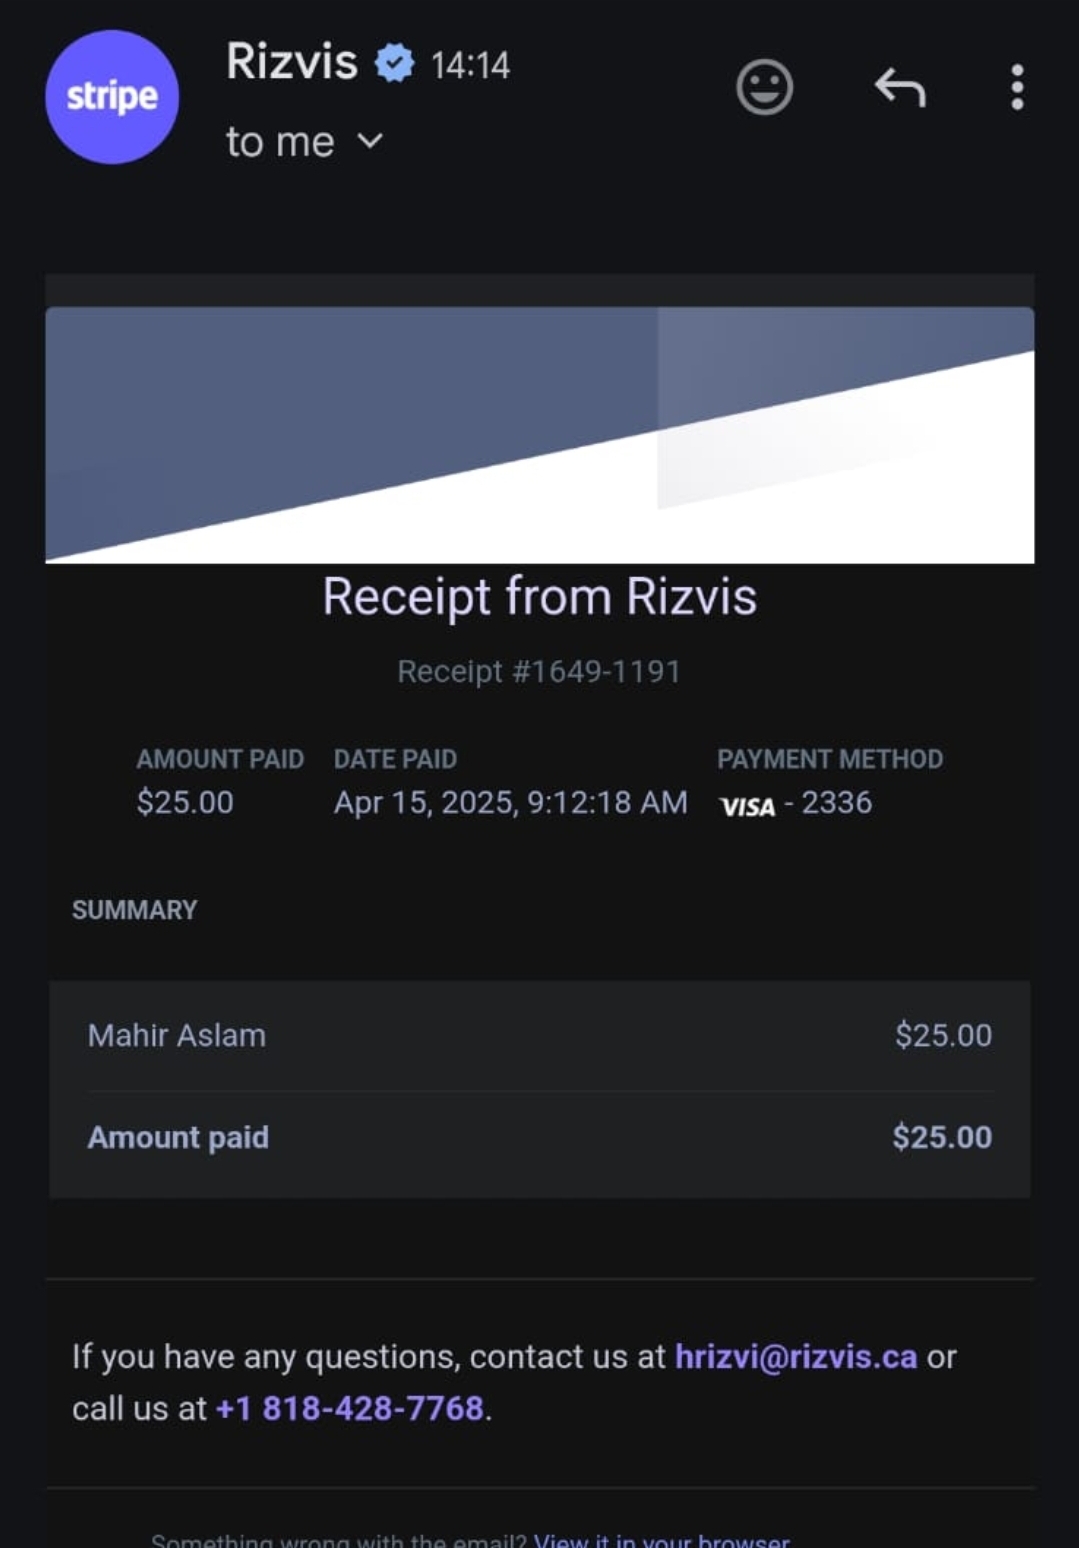 stripe
Rizvis 14:14
to me
Receipt from Rizvis
Receipt #1649-1191
AMOUNT PAID DATE PAID PAYMENT METHOD
$25.00 Apr 15, 2025, 9:12:18 AM VISA - 2336
SUMMARY
Mahir Aslam $25.00
Amount paid $25.00
If you have any questions, contact us at hrizvi@rizvis.ca or
call us at +1 818-428-7768.
Something wrong with the email? View it in your browser